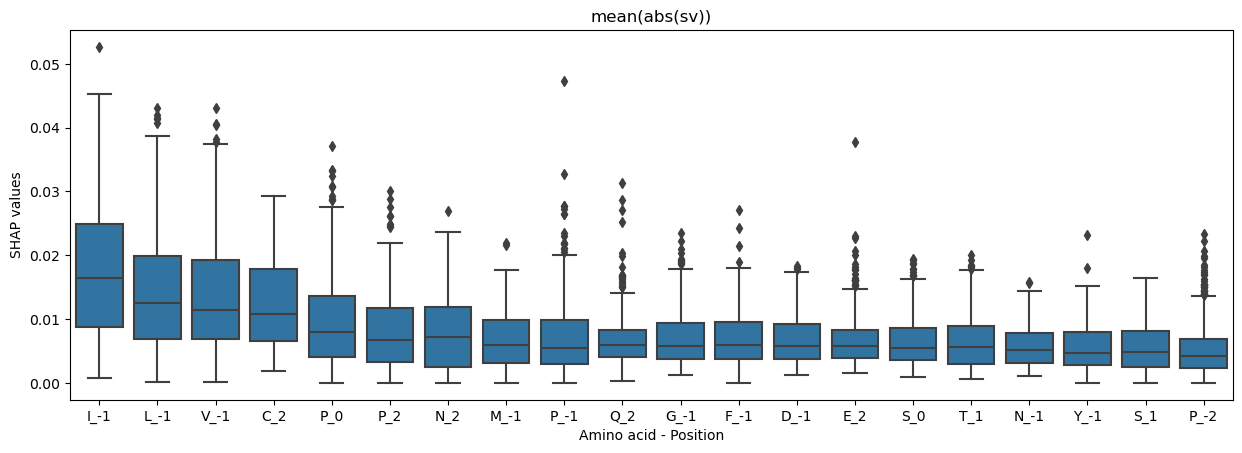 mean(abs(sv))
0.05
0.04
0.03
0.02
0.01
0.00
SHAP values
I_-1 L_-1 V_-1 C_2 P_0 P_2 N_2 M_-1 P_-1 Q_2 G_-1 F_-1 D_-1 E_2 S_0 T_1 N_-1 Y_-1 S_1 P_-2
Amino acid - Position